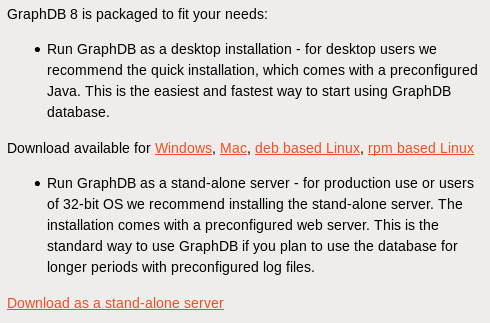 GraphDB 8 is packaged to fit your needs:
• Run GraphDB as a desktop installation - for desktop users we
recommend the quick installation, which comes with a preconfigured
Java. This is the easiest and fastest way to start using GraphDB
database.
Download available for Windows, Mac, deb based Linux, rpm based Linux
• Run GraphDB as a stand-alone server - for production use or users
of 32-bit OS we recommend installing the stand-alone server. The
installation comes with a preconfigured web server. This is the
standard way to use GraphDB if you plan to use the database for
longer periods with preconfigured log files.
Download as a stand-alone server